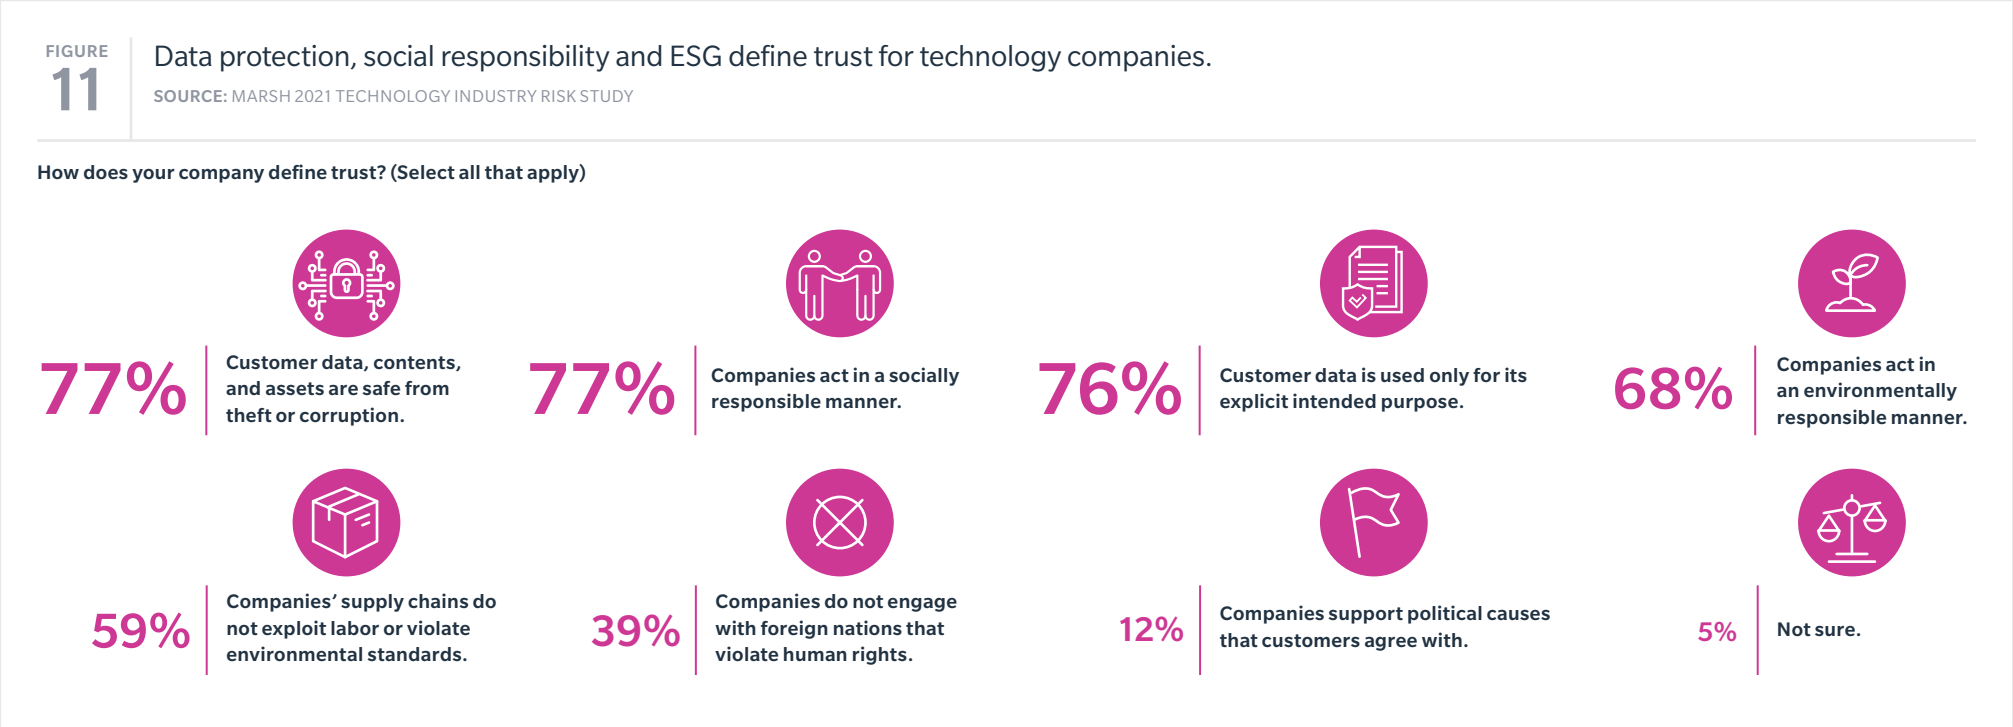 FIGURE
11
Data protection, social responsibility and ESG define trust for technology companies.
SOURCE: MARSH 2021 TECHNOLOGY INDUSTRY RISK STUDY
How does your company define trust? (Select all that apply)
77%
Customer data, contents,
and assets are safe from
theft or corruption.
77%
Companies act in a socially
responsible manner.
76%
Customer data is used only for its
explicit intended purpose.
68%
Companies act in
an environmentally
responsible manner.
59%
Companies’ supply chains do
not exploit labor or violate
environmental standards.
39%
Companies do not engage
with foreign nations that
violate human rights.
12%
Companies support political causes
that customers agree with.
5%
Not sure.